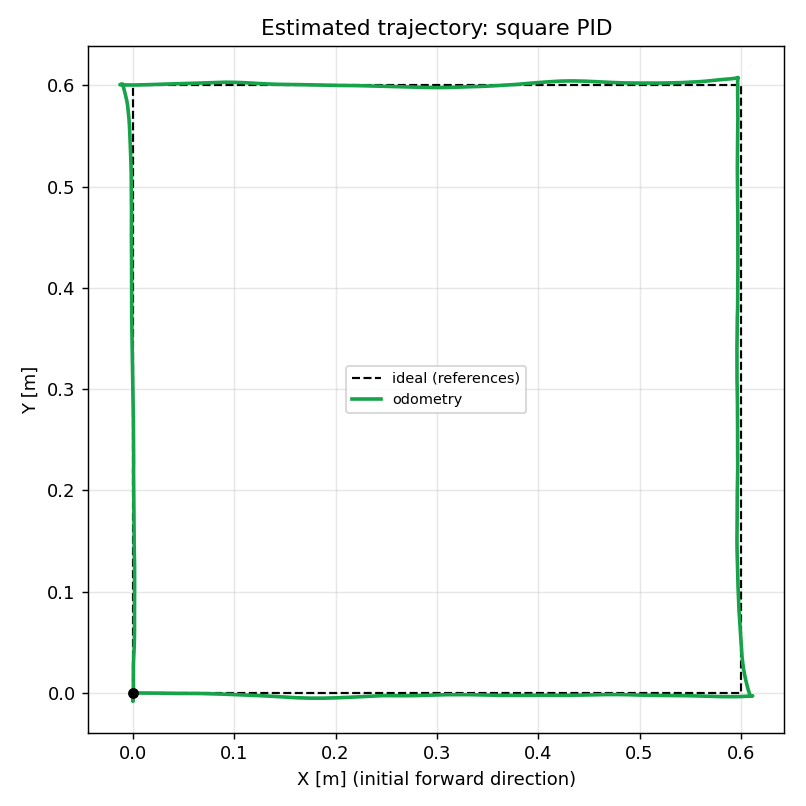 Estimated trajectory: square PID
0.6
0.5
0.4
0.3
0.2
0.1
0.0
Y [m]
ideal (references)
odometry
0.0 0.1 0.2 0.3 0.4 0.5 0.6
X [m] (initial forward direction)